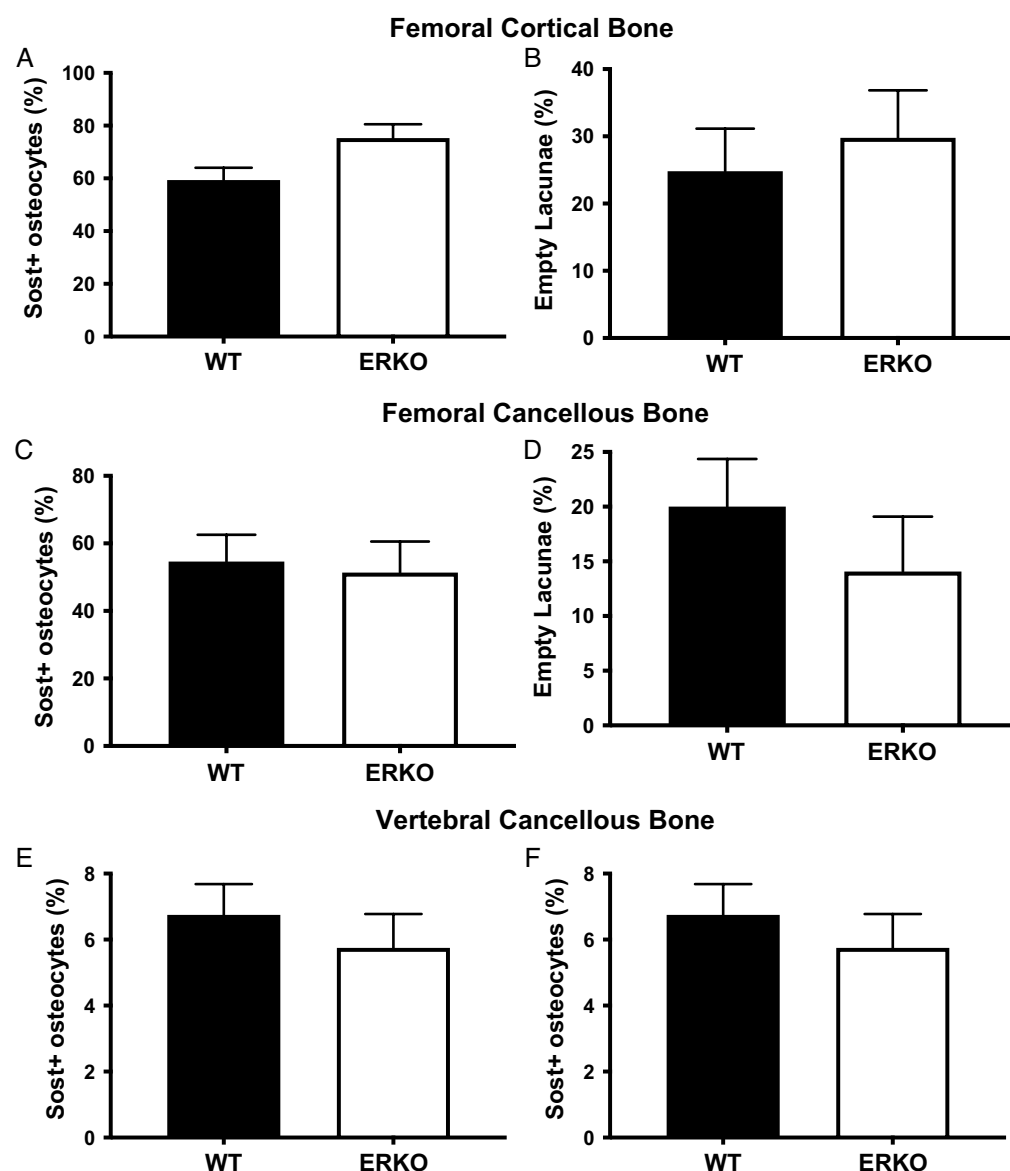 Femoral Cortical Bone
A
Sost+ osteocytes (%)
100
80
60
40
20
0
WT
ERKO
B
Empty Lacunae (%)
40
30
20
10
0
WT
ERKO
Femoral Cancellous Bone
C
Sost+ osteocytes (%)
80
60
40
20
0
WT
ERKO
D
Empty Lacunae (%)
25
20
15
10
5
0
WT
ERKO
Vertebral Cancellous Bone
E
Sost+ osteocytes (%)
8
6
4
2
0
WT
ERKO
F
Sost+ osteocytes (%)
8
6
4
2
0
WT
ERKO